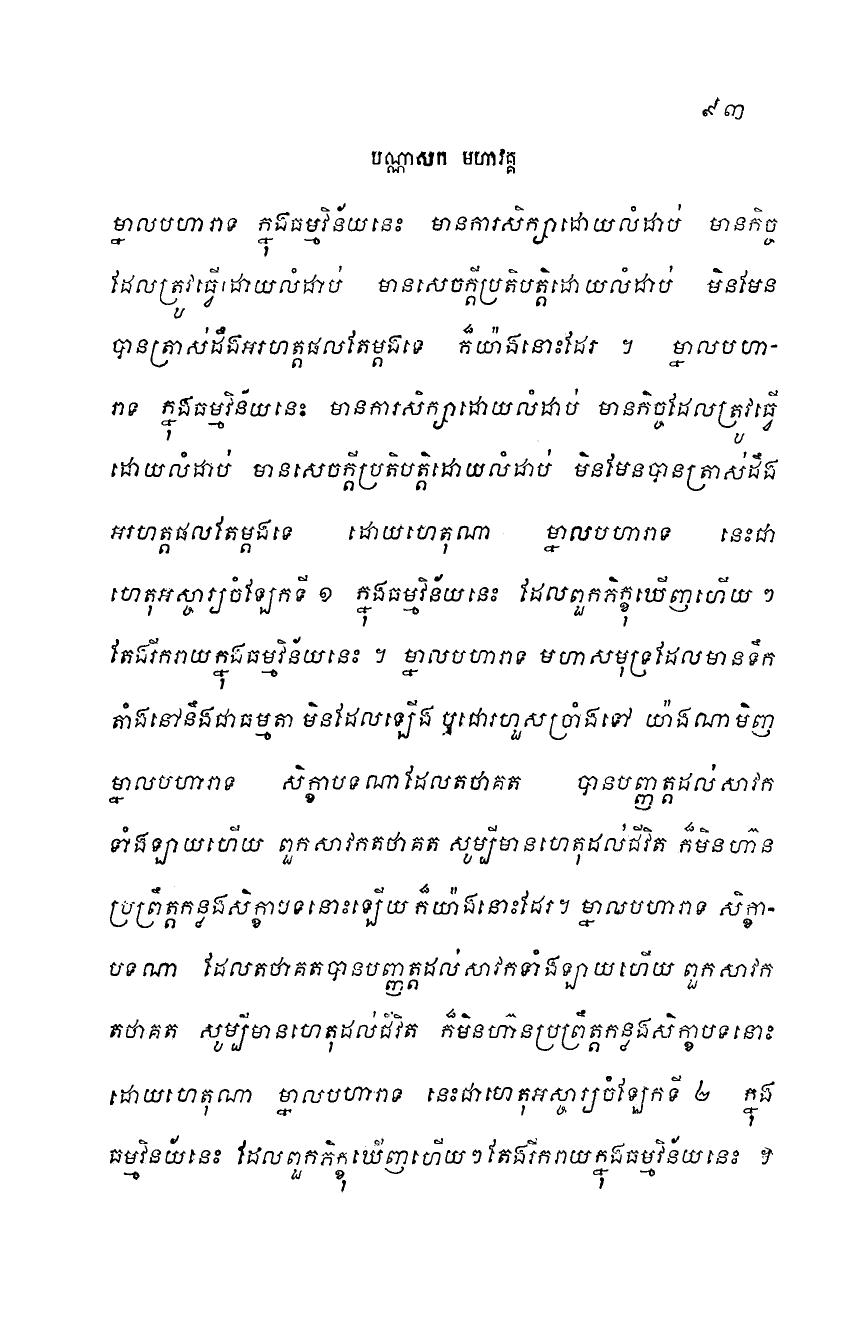 ៩៣
បណ្ណាសក មហាវគ្គ
ម្នាលបហារាទ ក្នុងធម្មវិន័យនេះ មានការសិក្សាដោយលំដាប់ មានកិច្ច
ដែលត្រូវធ្វើដោយលំដាប់ មានសេចក្តីប្រតិបត្តិដោយលំដាប់ មិនមែន
បានត្រាស់ដឹងអរហត្តផលតែម្តងទេ ក៏យ៉ាងនោះដែរ ។ ម្នាលបហា-
រាទ ក្នុងធម្មវិន័យនេះ មានការសិក្សាដោយលំដាប់ មានកិច្ចដែលត្រូវធ្វើ
ដោយលំដាប់ មានសេចក្តីប្រតិបត្តិដោយលំដាប់ មិនមែនបានត្រាស់ដឹង
អរហត្តផលតែម្តងទេ ដោយហេតុណា ម្នាលបហារាទ នេះជា
ហេតុអស្ចារ្យចំឡែកទី ១ ក្នុងធម្មវិន័យនេះ ដែលពួកភិក្ខុឃើញហើយ ៗ
តែងរីករាយក្នុងធម្មវិន័យនេះ ។ ម្នាលបហារាទ មហាសមុទ្រដែលមានទឹក
តាំងនៅនឹងជាធម្មតា មិនដែលឡើង ឬជោរហួសច្រាំងទៅ យ៉ាងណាមិញ
ម្នាលបហារាទ សិក្ខាបទណាដែលតថាគត បានបញ្ញត្តដល់សាវក
ទាំងឡាយហើយ ពួកសាវកតថាគត សូម្បីមានហេតុដល់ជីវិត ក៏មិនហ៊ាន
ប្រព្រឹត្តកន្លងសិក្ខាបទនោះឡើយ ក៏យ៉ាងនោះដែរ។ ម្នាលបហារាទ សិក្ខា-
បទណា ដែលតថាគតបានបញ្ញត្តដល់សាវកទាំងឡាយហើយ ពួកសាវក
តថាគត សូម្បីមានហេតុដល់ជីវិត ក៏មិនហ៊ានប្រព្រឹត្តកន្លងសិក្ខាបទនោះ
ដោយហេតុណា ម្នាលបហារាទ នេះជាហេតុអស្ចារ្យចំឡែកទី ២ ក្នុង
ធម្មវិនយ័នេះ ដែលពួកភិក្ខុឃើញហើយៗតែងរីករាយក្នុងធម្មវិន័យនេះ ។